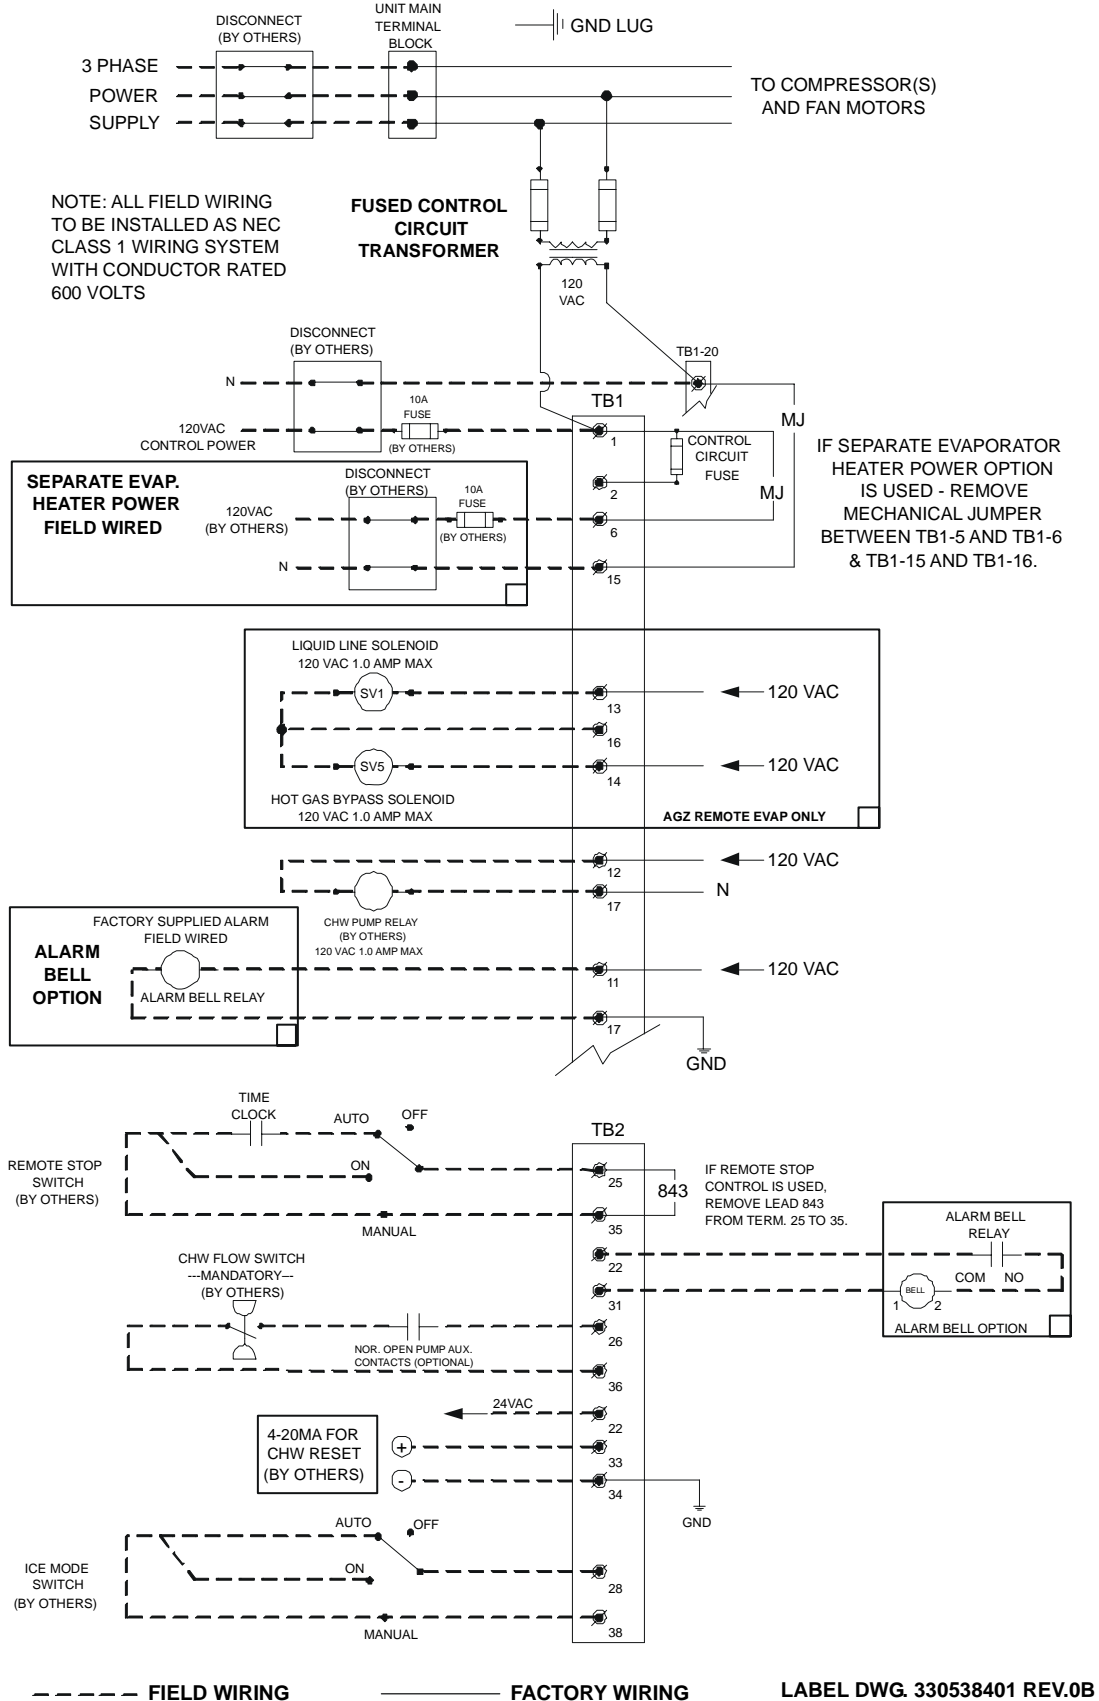 DISCONNECT
(BY OTHERS)
UNIT MAIN
TERMINAL
BLOCK
GND LUG
3 PHASE
POWER
SUPPLY
TO COMPRESSOR(S)
AND FAN MOTORS
NOTE: ALL FIELD WIRING
TO BE INSTALLED AS NEC
CLASS 1 WIRING SYSTEM
WITH CONDUCTOR RATED
600 VOLTS
FUSED CONTROL
CIRCUIT
TRANSFORMER
120
VAC
DISCONNECT
(BY OTHERS)
TB1-20
N
10A
FUSE
TB1
MJ
120VAC
CONTROL POWER
(BY OTHERS)
1
CONTROL
CIRCUIT
FUSE
IF SEPARATE EVAPORATOR
HEATER POWER OPTION
IS USED - REMOVE
MECHANICAL JUMPER
BETWEEN TB1-5 AND TB1-6
& TB1-15 AND TB1-16.
SEPARATE EVAP.
HEATER POWER
FIELD WIRED
DISCONNECT
(BY OTHERS)
10A
FUSE
2
MJ
120VAC
(BY OTHERS)
(BY OTHERS)
6
N
15
LIQUID LINE SOLENOID
120 VAC 1.0 AMP MAX
SV1
120 VAC
13
16
SV5
120 VAC
14
HOT GAS BYPASS SOLENOID
120 VAC 1.0 AMP MAX
AGZ REMOTE EVAP ONLY
120 VAC
12
N
17
CHW PUMP RELAY
(BY OTHERS)
120 VAC 1.0 AMP MAX
ALARM
BELL
OPTION
FACTORY SUPPLIED ALARM
FIELD WIRED
120 VAC
11
ALARM BELL RELAY
17
GND
TIME
CLOCK
AUTO
OFF
TB2
REMOTE STOP
SWITCH
(BY OTHERS)
ON
25
843
IF REMOTE STOP
CONTROL IS USED,
REMOVE LEAD 843
FROM TERM. 25 TO 35.
MANUAL
35
ALARM BELL
RELAY
CHW FLOW SWITCH
---MANDATORY---
(BY OTHERS)
22
COM
NO
BELL
31
1
2
ALARM BELL OPTION
26
NOR. OPEN PUMP AUX.
CONTACTS (OPTIONAL)
36
24VAC
22
4-20MA FOR
CHW RESET
(BY OTHERS)
+
33
-
34
GND
AUTO
OFF
ICE MODE
SWITCH
(BY OTHERS)
ON
28
MANUAL
38
FIELD WIRING
FACTORY WIRING
LABEL DWG. 330538401 REV.0B